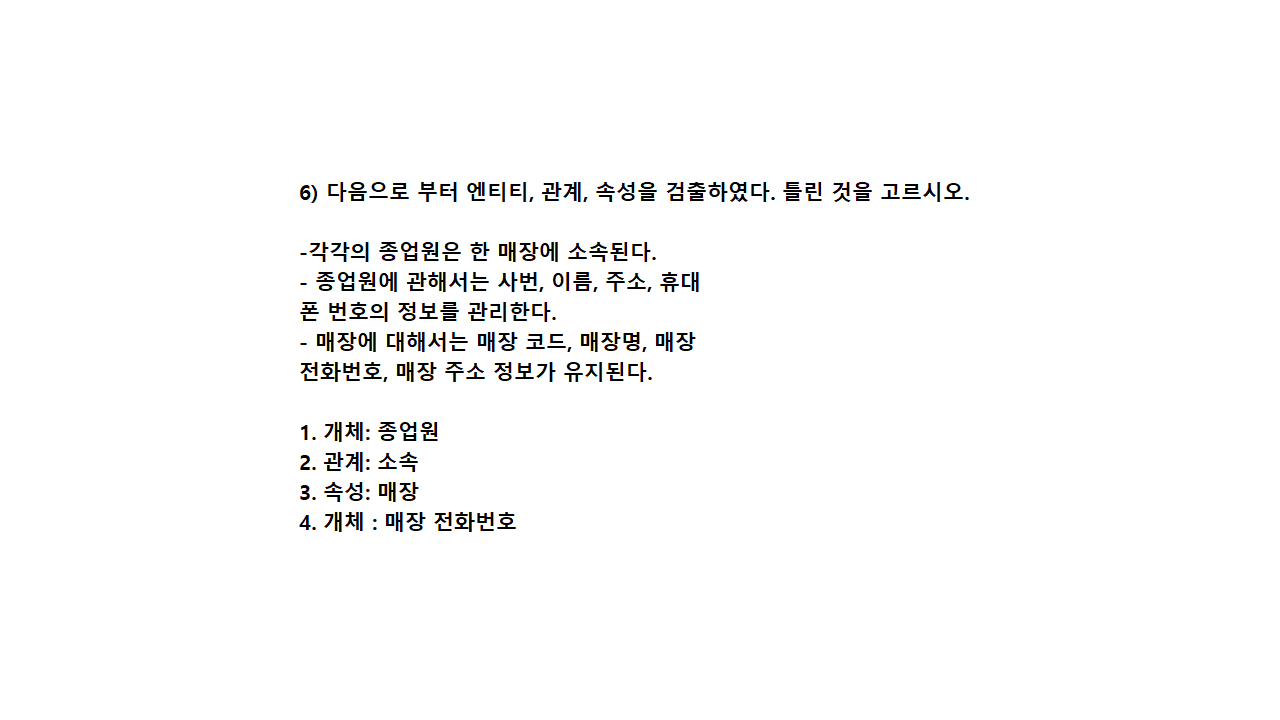 6) 다음으로 부터 엔티티, 관계, 속성을 검출하였다. 틀린 것을 고르시오.
-각각의 종업원은 한 매장에 소속된다.
- 종업원에 관해서는 사번, 이름, 주소, 휴대
폰 번호의 정보를 관리한다.
- 매장에 대해서는 매장 코드, 매장명, 매장
전화번호, 매장 주소 정보가 유지된다.
1. 개체: 종업원
2. 관계: 소속
3. 속성: 매장
4. 개체 : 매장 전화번호